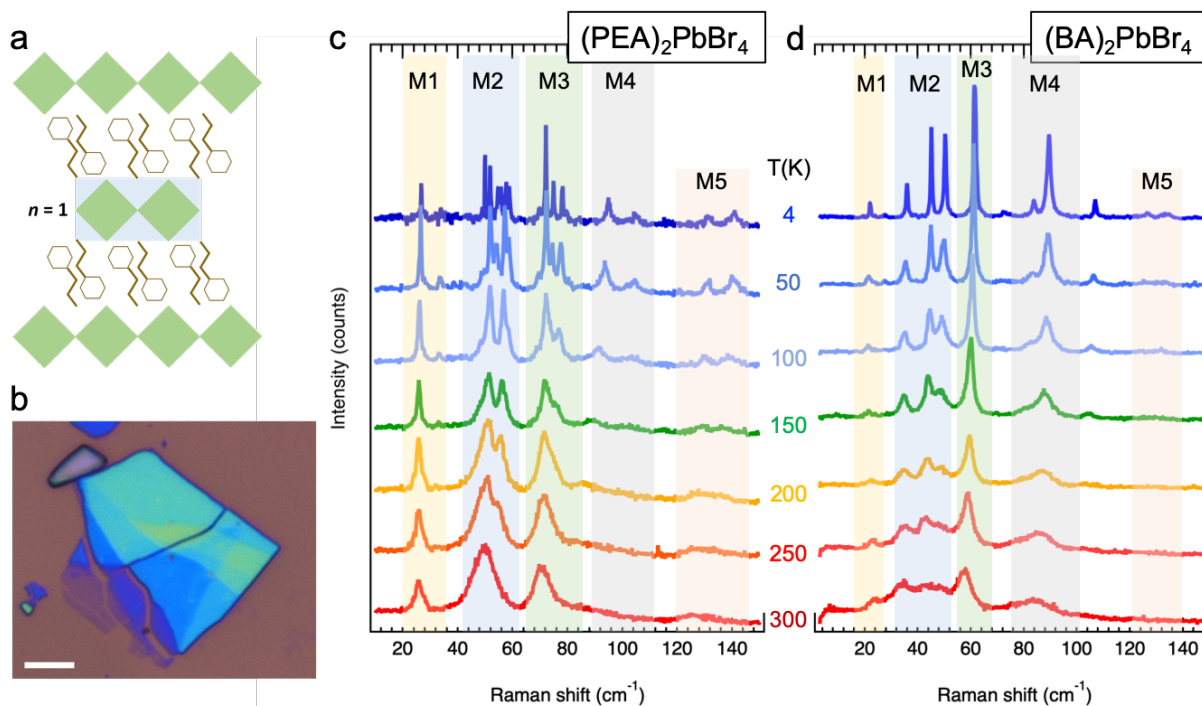 a
n = 1
b
c
(PEA)₂PbBr₄
M1
M2
M3
M4
M5
Intensity (counts)
20
40
60
80
100
120
140
Raman shift (cm⁻¹)
T(K)
4
50
100
150
200
250
300
d
(BA)₂PbBr₄
M1
M2
M3
M4
M5
20
40
60
80
100
120
140
Raman shift (cm⁻¹)